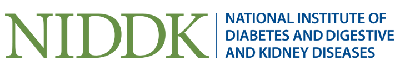 NIDDK
NATIONAL INSTITUTE OF
DIABETES AND DIGESTIVE
AND KIDNEY DISEASES